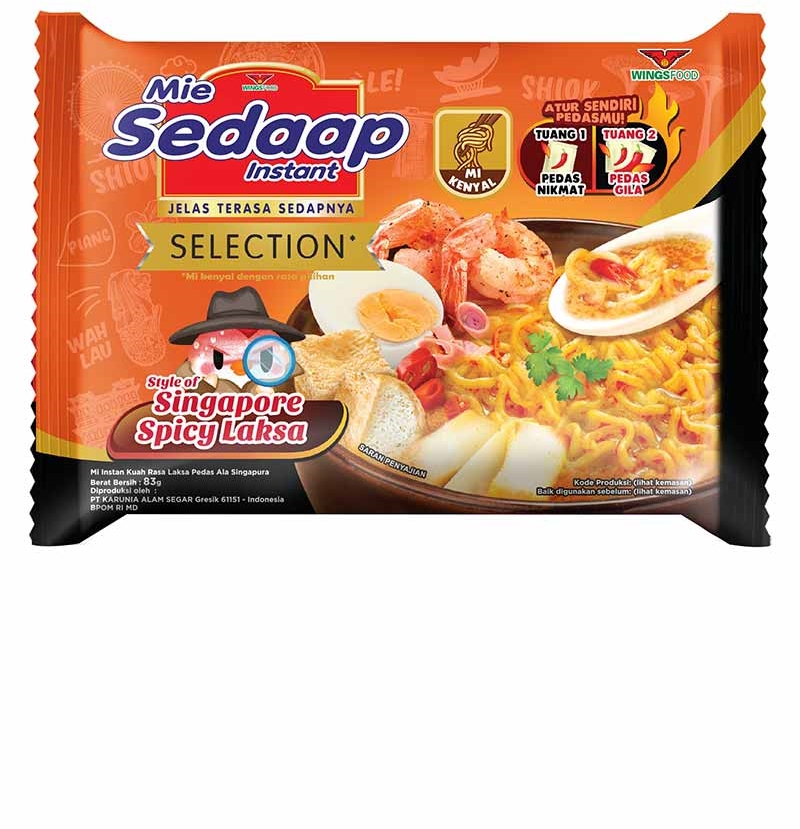 WINGSFOOD
Mie
Sedaap
Instant
JELAS TERASA SEDAPNYA
SELECTION*
*Mi kenyal dengan rasa pilihan
WINGSFOOD
MI
KENYAL
ATUR SENDIRI
PEDASMU!
TUANG 1
PEDAS
NIKMAT
TUANG 2
PEDAS
GILA
LE!
SHIOK
SHIO
PIANG
WAH
LAU
Style of
Singapore
Spicy Laksa
SARAN PENYAJIAN
Mi Instan Kuah Rasa Laksa Pedas Ala Singapura
Berat Bersih : 83g
Diproduksi oleh :
PT KARUNIA ALAM SEGAR Gresik 61151 - Indonesia
BPOM RI MD
Kode Produksi: (lihat kemasan)
Baik digunakan sebelum: (lihat kemasan)